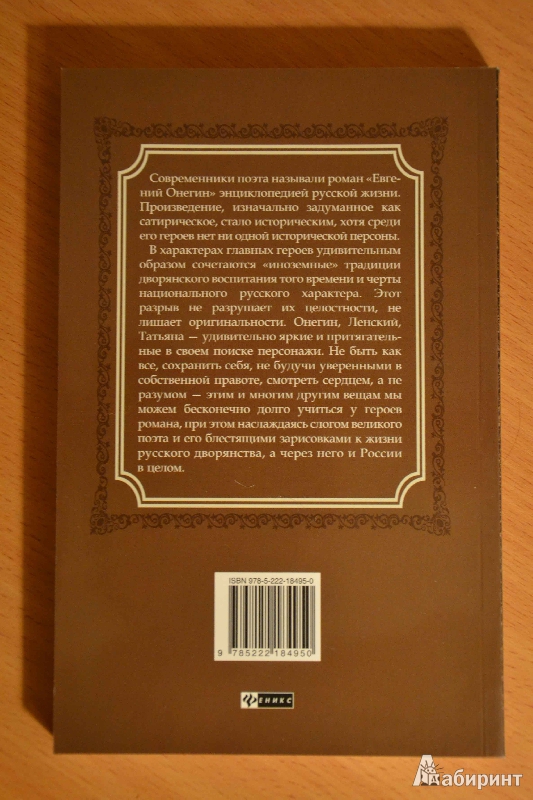 Современники поэта называли роман «Евге-
ний Онегин» энциклопедией русской жизни.
Произведение, изначально задуманное как
сатирическое, стало историческим, хотя среди
его героев нет ни одной исторической персоны.
В характерах главных героев удивительным
образом сочетаются «иноземные» традиции
дворянского воспитания того времени и черты
национального русского характера. Этот
разрыв не разрушает их целостности, не
лишает оригинальности. Онегин, Ленский,
Татьяна — удивительно яркие и притягатель-
ные в своем поиске персонажи. Не быть как
все, сохранить себя, не будучи уверенными в
собственной правоте, смотреть сердцем, а не
разумом — этим и многим другим вещам мы
можем бесконечно долго учиться у героев
романа, при этом наслаждаясь слогом великого
поэта и его блестящими зарисовками к жизни
русского дворянства, а через него и России
в целом.
ISBN 978-5-222-18495-0
9 785222 184950
ФЕНИКС
Лабиринт